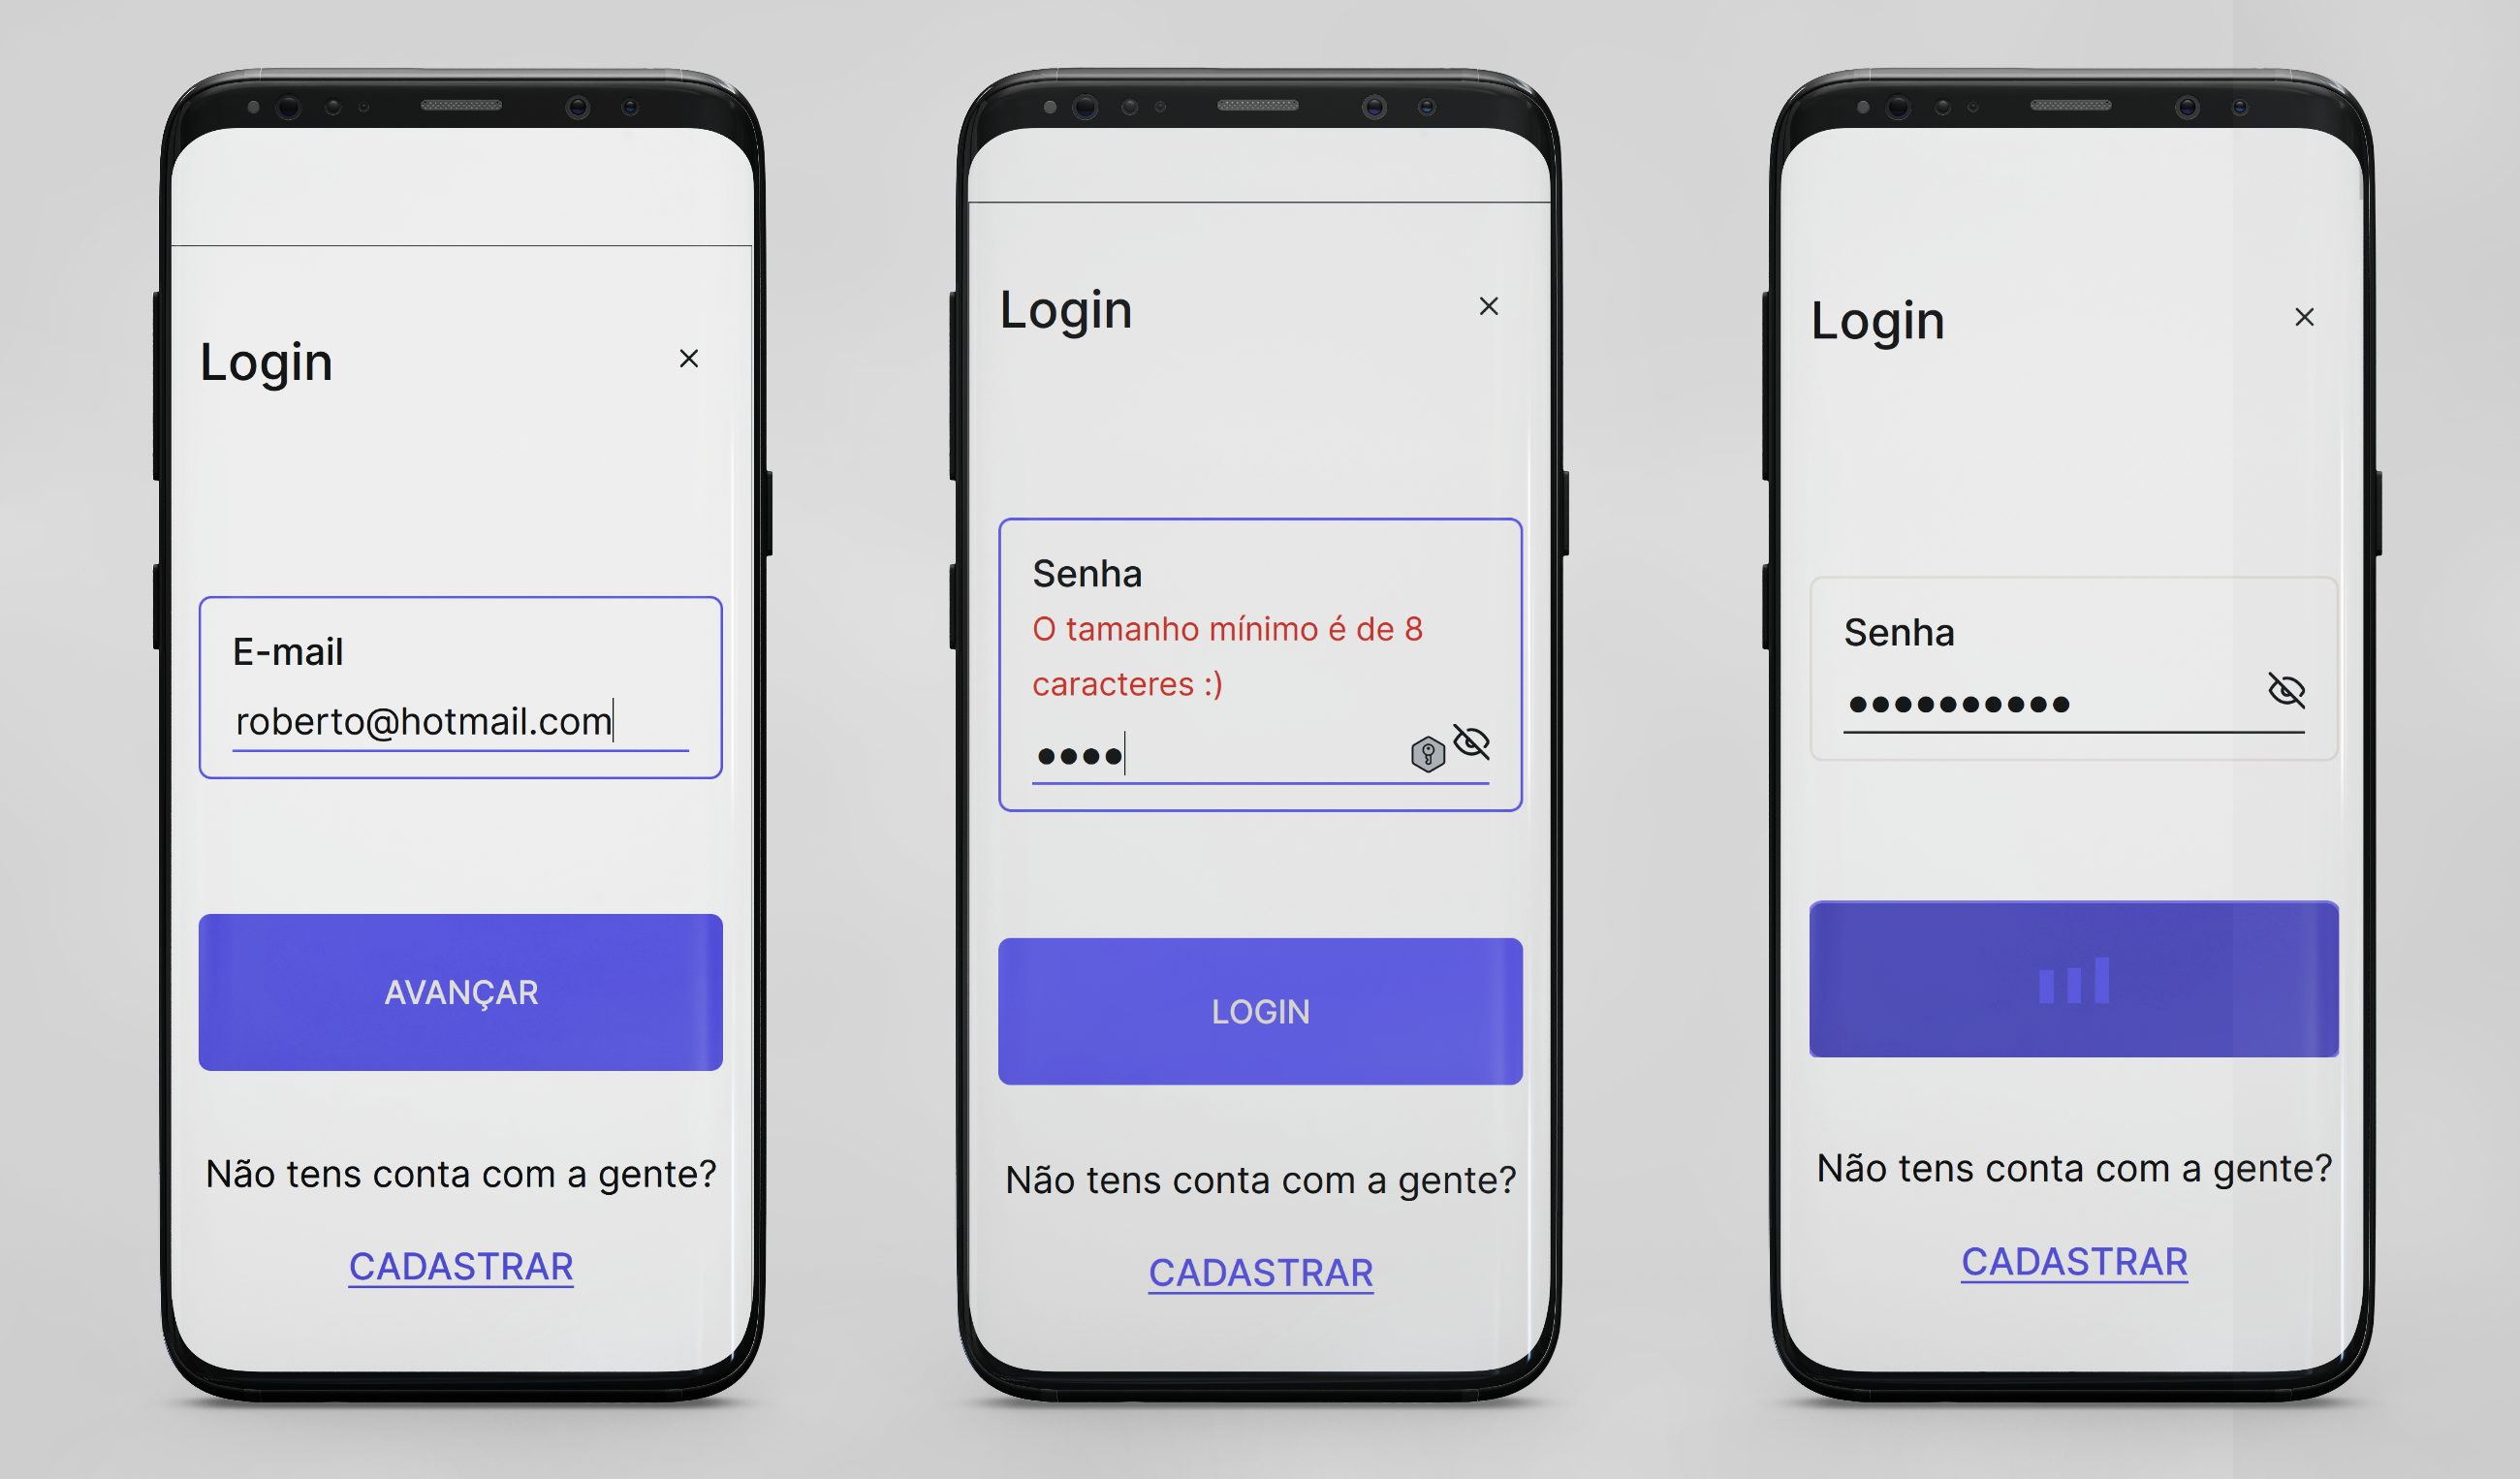 Login
E-mail
roberto@hotmail.com
AVANÇAR
Não tens conta com a gente?
CADASTRAR
Login
Senha
O tamanho mínimo é de 8
caracteres :)
LOGIN
Não tens conta com a gente?
CADASTRAR
Login
Senha
Não tens conta com a gente?
CADASTRAR